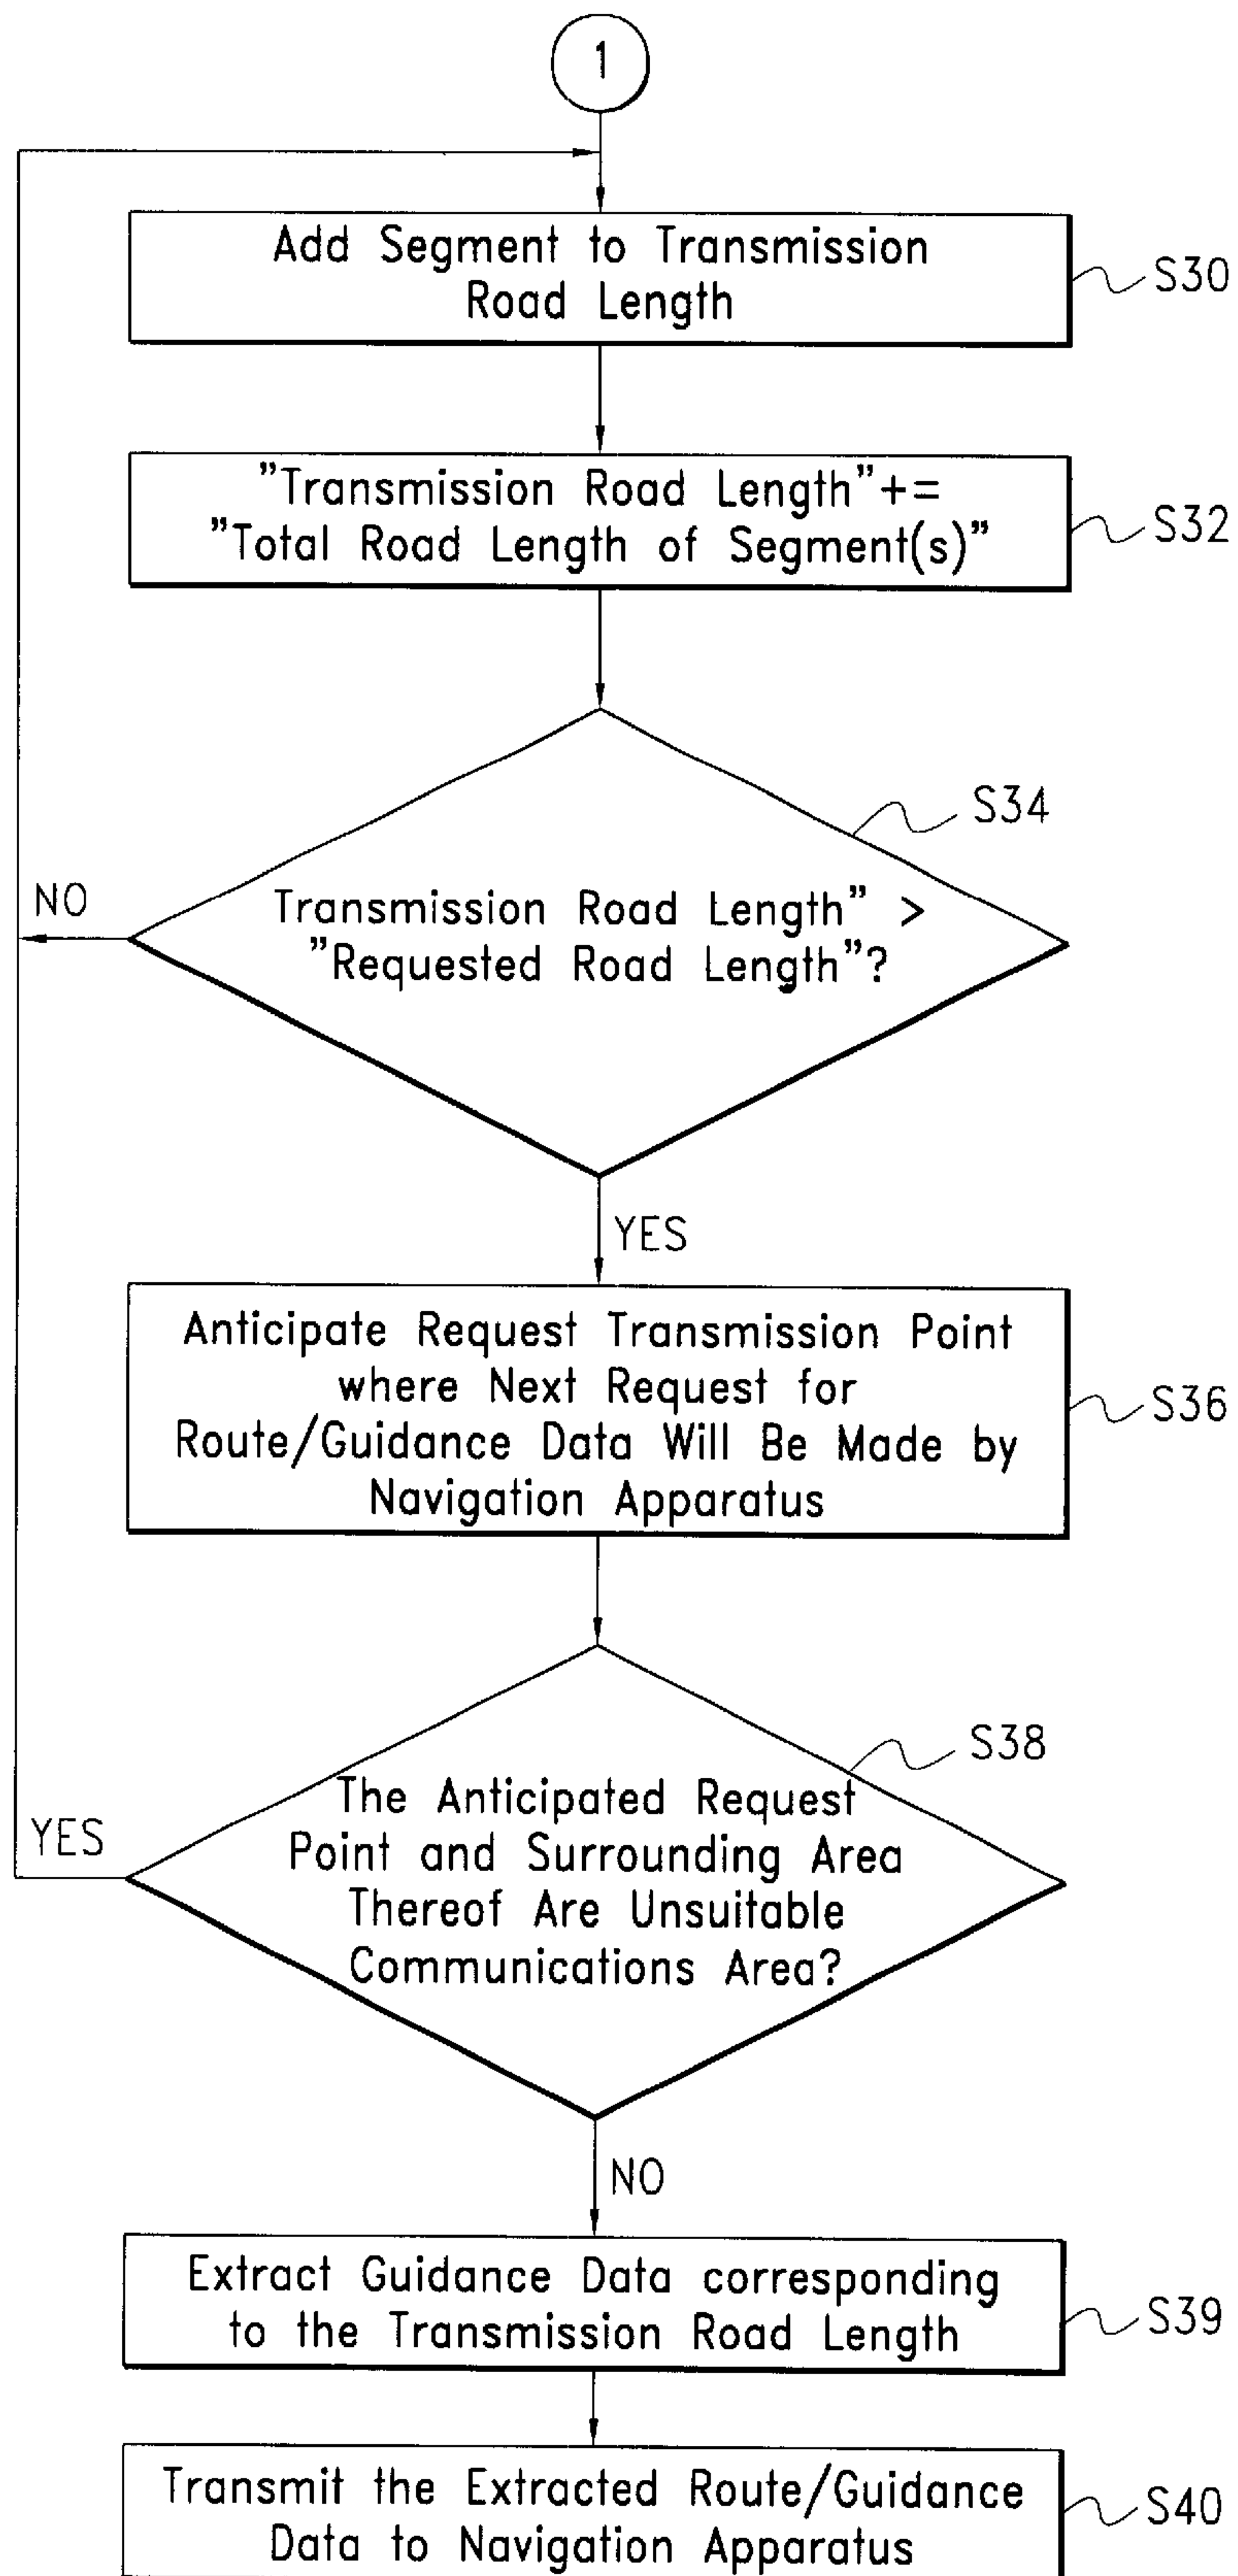 1
Add Segment to Transmission
Road Length
S30
"Transmission Road Length"+=
"Total Road Length of Segment(s)"
S32
S34
NO
Transmission Road Length" >
"Requested Road Length"?
YES
Anticipate Request Transmission Point
where Next Request for
Route/Guidance Data Will Be Made by
Navigation Apparatus
S36
S38
YES
The Anticipated Request
Point and Surrounding Area
Thereof Are Unsuitable
Communications Area?
NO
Extract Guidance Data corresponding
to the Transmission Road Length
S39
Transmit the Extracted Route/Guidance
Data to Navigation Apparatus
S40